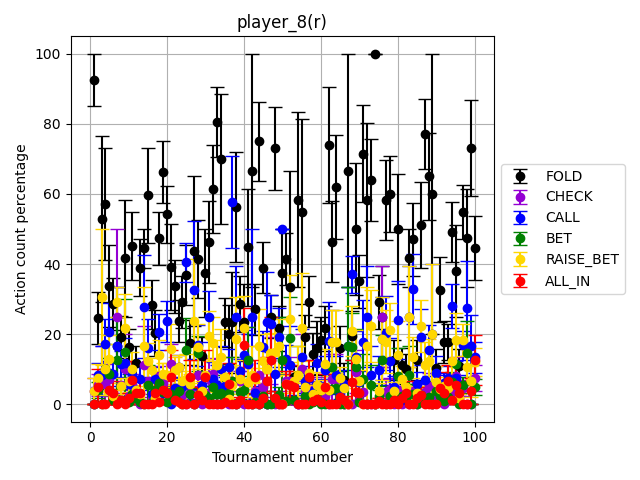 player_8(r)
100
80
60
40
20
0
Action count percentage
0
20
40
60
80
100
Tournament number
FOLD
CHECK
CALL
BET
RAISE_BET
ALL_IN